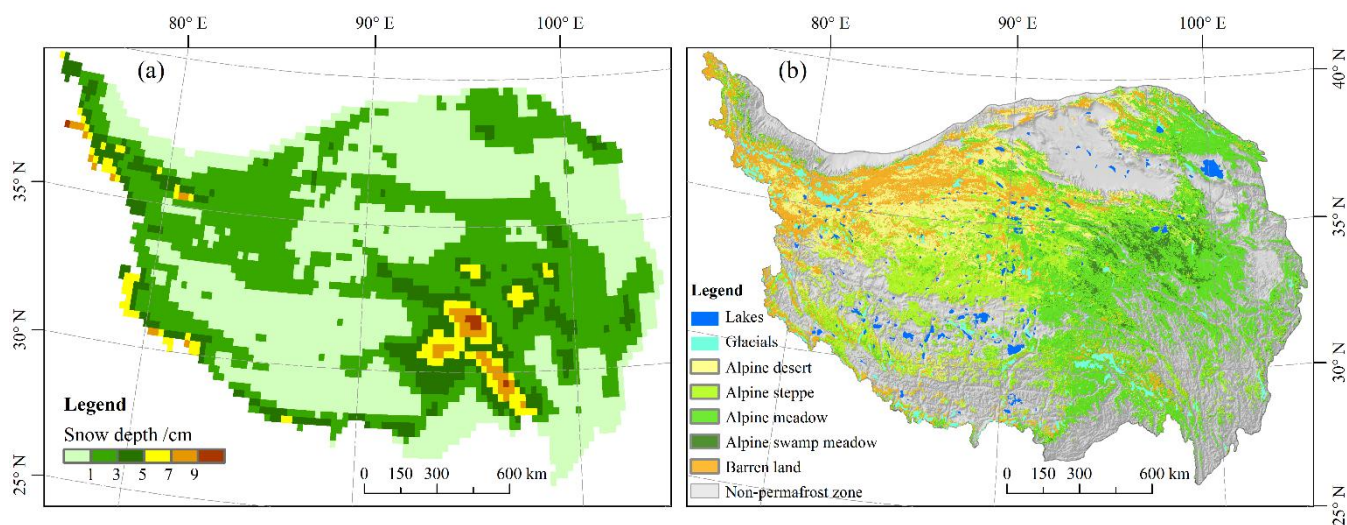 80° E
90° E
100° E
(a)
35° N
30° N
25° N
Legend
Snow depth /cm
1 3 5 7 9
0 150 300 600 km
80° E
90° E
100° E
(b)
40° N
35° N
30° N
25° N
Legend
Lakes
Glacials
Alpine desert
Alpine steppe
Alpine meadow
Alpine swamp meadow
Barren land
Non-permafrost zone
0 150 300 600 km